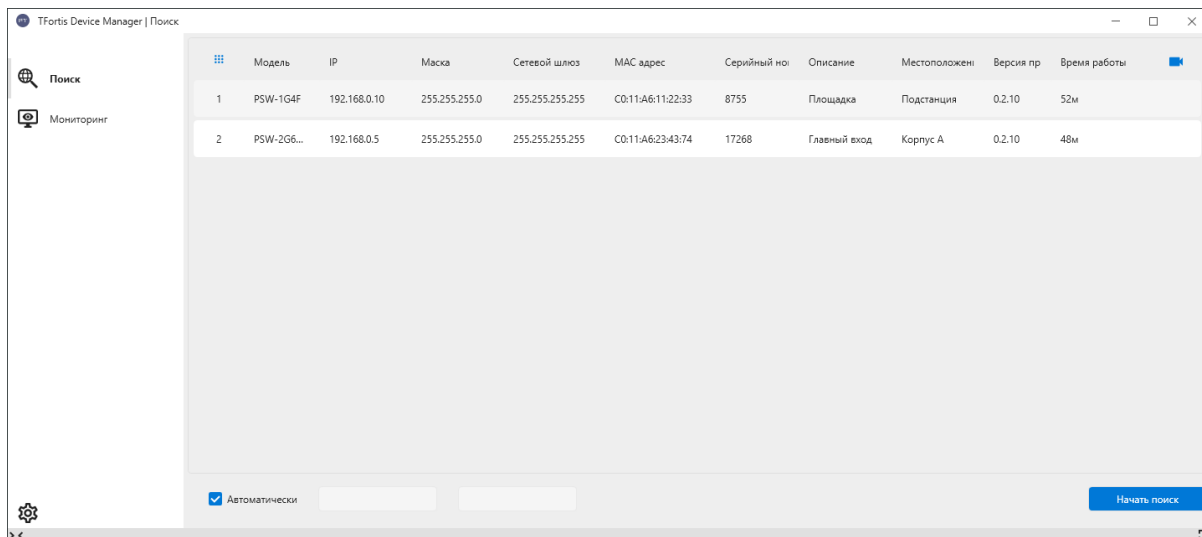 TFortis Device Manager | Поиск
Поиск
Мониторинг
Модель IP Маска Сетевой шлюз MAC адрес Серийный но Описание Местоположен Версия пр Время работы
1 PSW-1G4F 192.168.0.10 255.255.255.0 255.255.255.255 C0:11:A6:11:22:33 8755 Площадка Подстанция 0.2.10 52м
2 PSW-2G6... 192.168.0.5 255.255.255.0 255.255.255.255 C0:11:A6:23:43:74 17268 Главный вход Корпус А 0.2.10 48м
Автоматически
Начать поиск